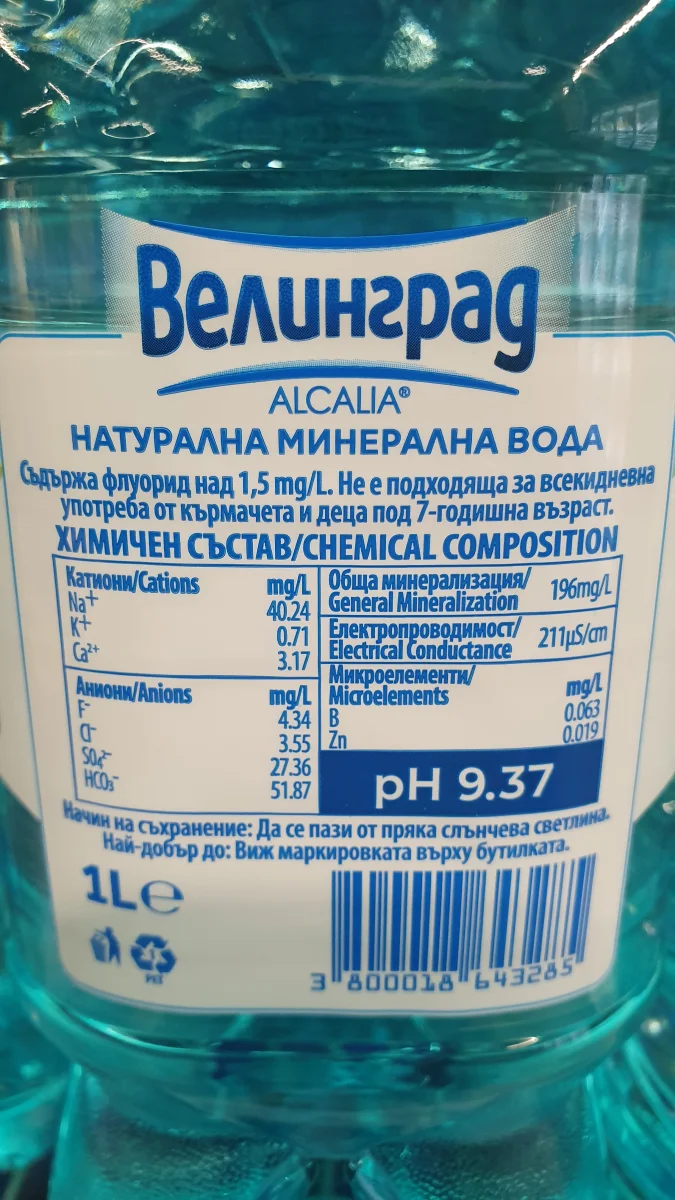 Велинград
ALCALIA®
НАТУРАЛНА МИНЕРАЛНА ВОДА
Съдържа флуорид над 1,5 mg/L. Не е подходяща за всекидневна
употреба от кърмачета и деца под 7-годишна възраст.
ХИМИЧЕН СЪСТАВ/CHEMICAL COMPOSITION
Катиони/Cations mg/L
Na⁺ 40.24
K⁺ 0.71
Ca²⁺ 3.17
Аниони/Anions mg/L
F⁻ 4.34
Cl⁻ 3.55
SO₄²⁻ 27.36
HCO₃⁻ 51.87
Обща минерализация/
General Mineralization 196mg/L
Електропроводимост/
Electrical Conductance 211µS/cm
Микроелементи/
Microelements mg/L
B 0.063
Zn 0.019
pH 9.37
Начин на съхранение: Да се пази от пряка слънчева светлина.
Най-добър до: Виж маркировката върху бутилката.
1L℮
1
PET
3 800018 643285